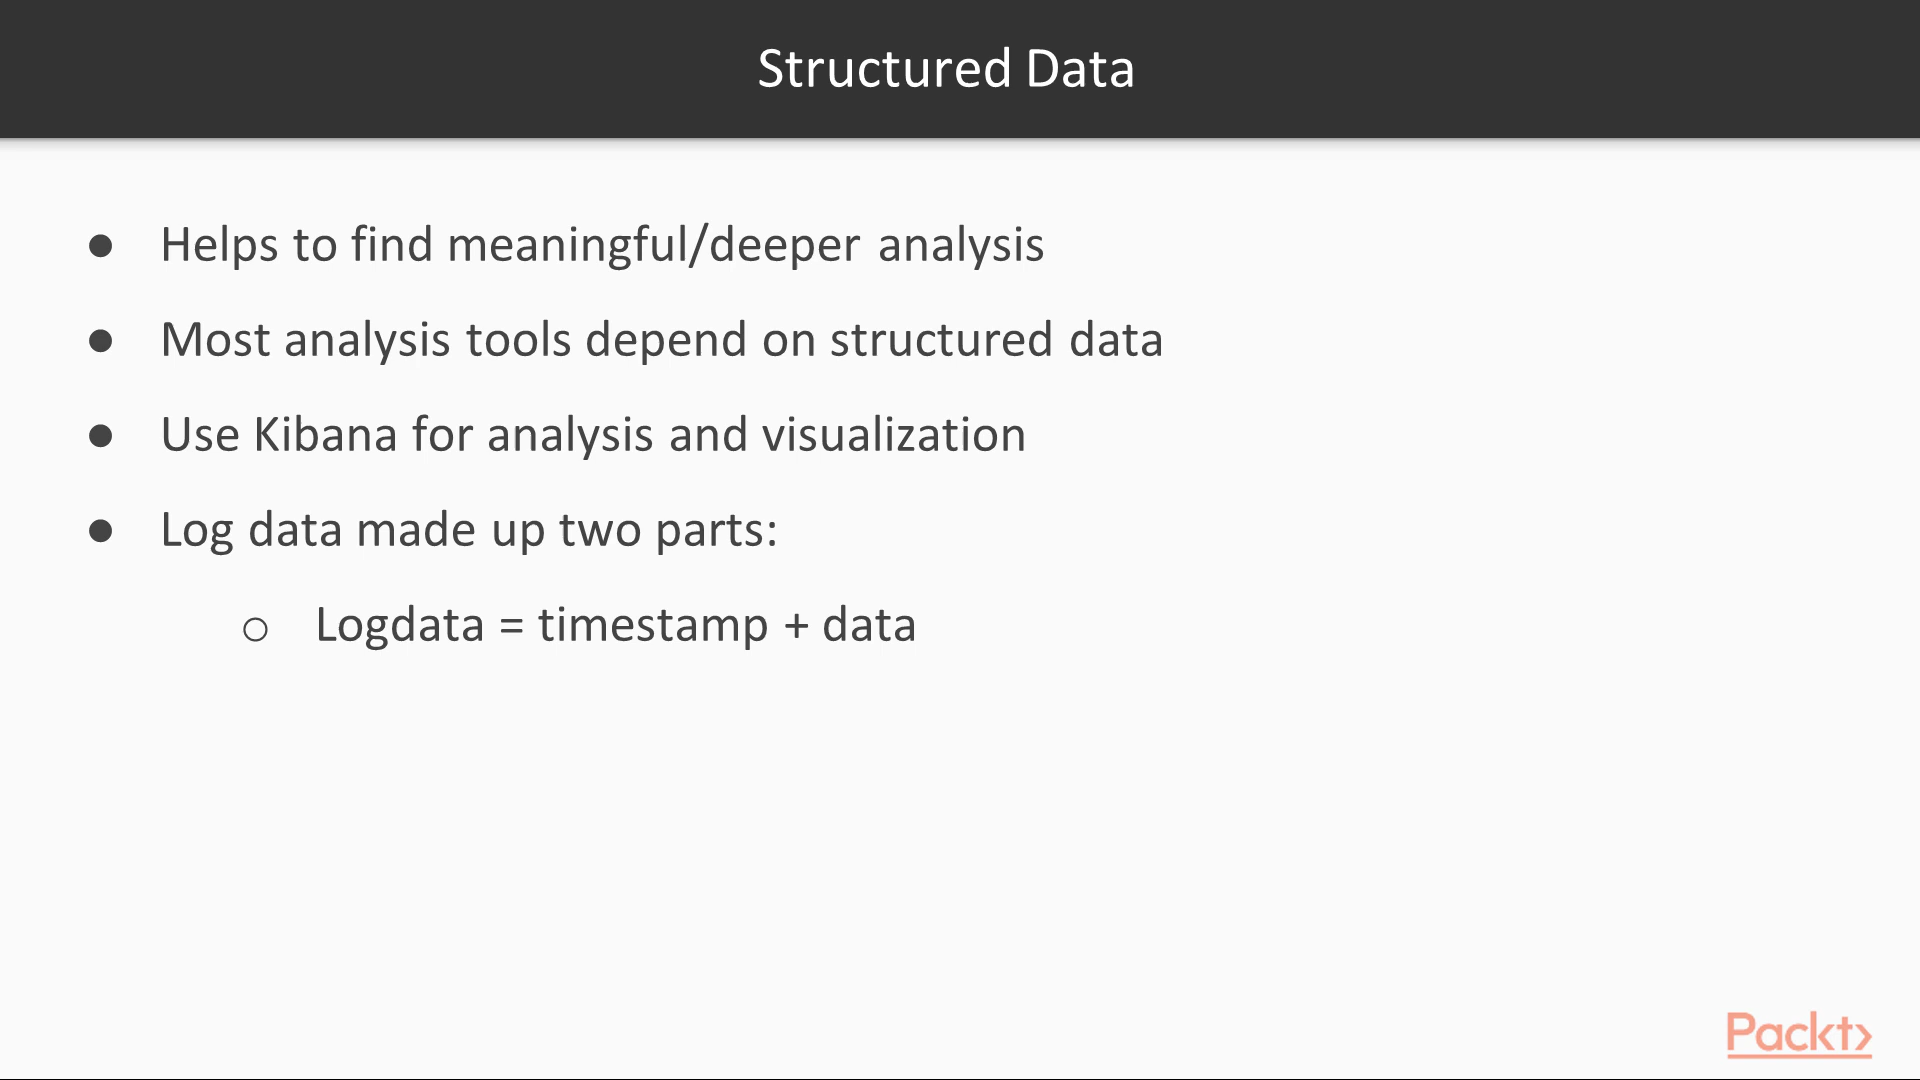 Structured Data
● Helps to find meaningful/deeper analysis
● Most analysis tools depend on structured data
● Use Kibana for analysis and visualization
● Log data made up two parts:
○ Logdata = timestamp + data
Packt>